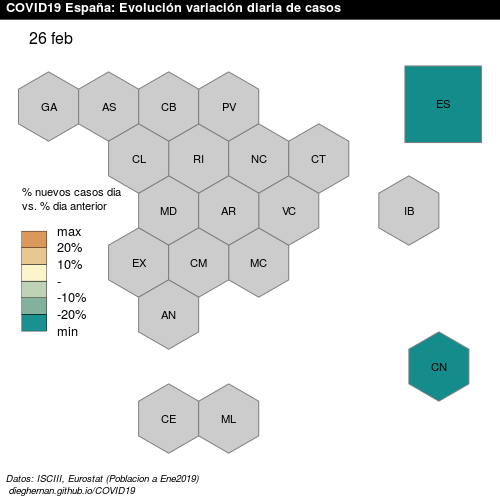 COVID19 España: Evolución variación diaria de casos
26 feb
GA AS CB PV ES
CL RI NC CT
% nuevos casos dia
vs. % dia anterior
MD AR VC IB
max
20%
10%
-
-10%
-20%
min
EX CM MC
AN
CN
CE ML
Datos: ISCIII, Eurostat (Poblacion a Ene2019)
dieghernan.github.io/COVID19